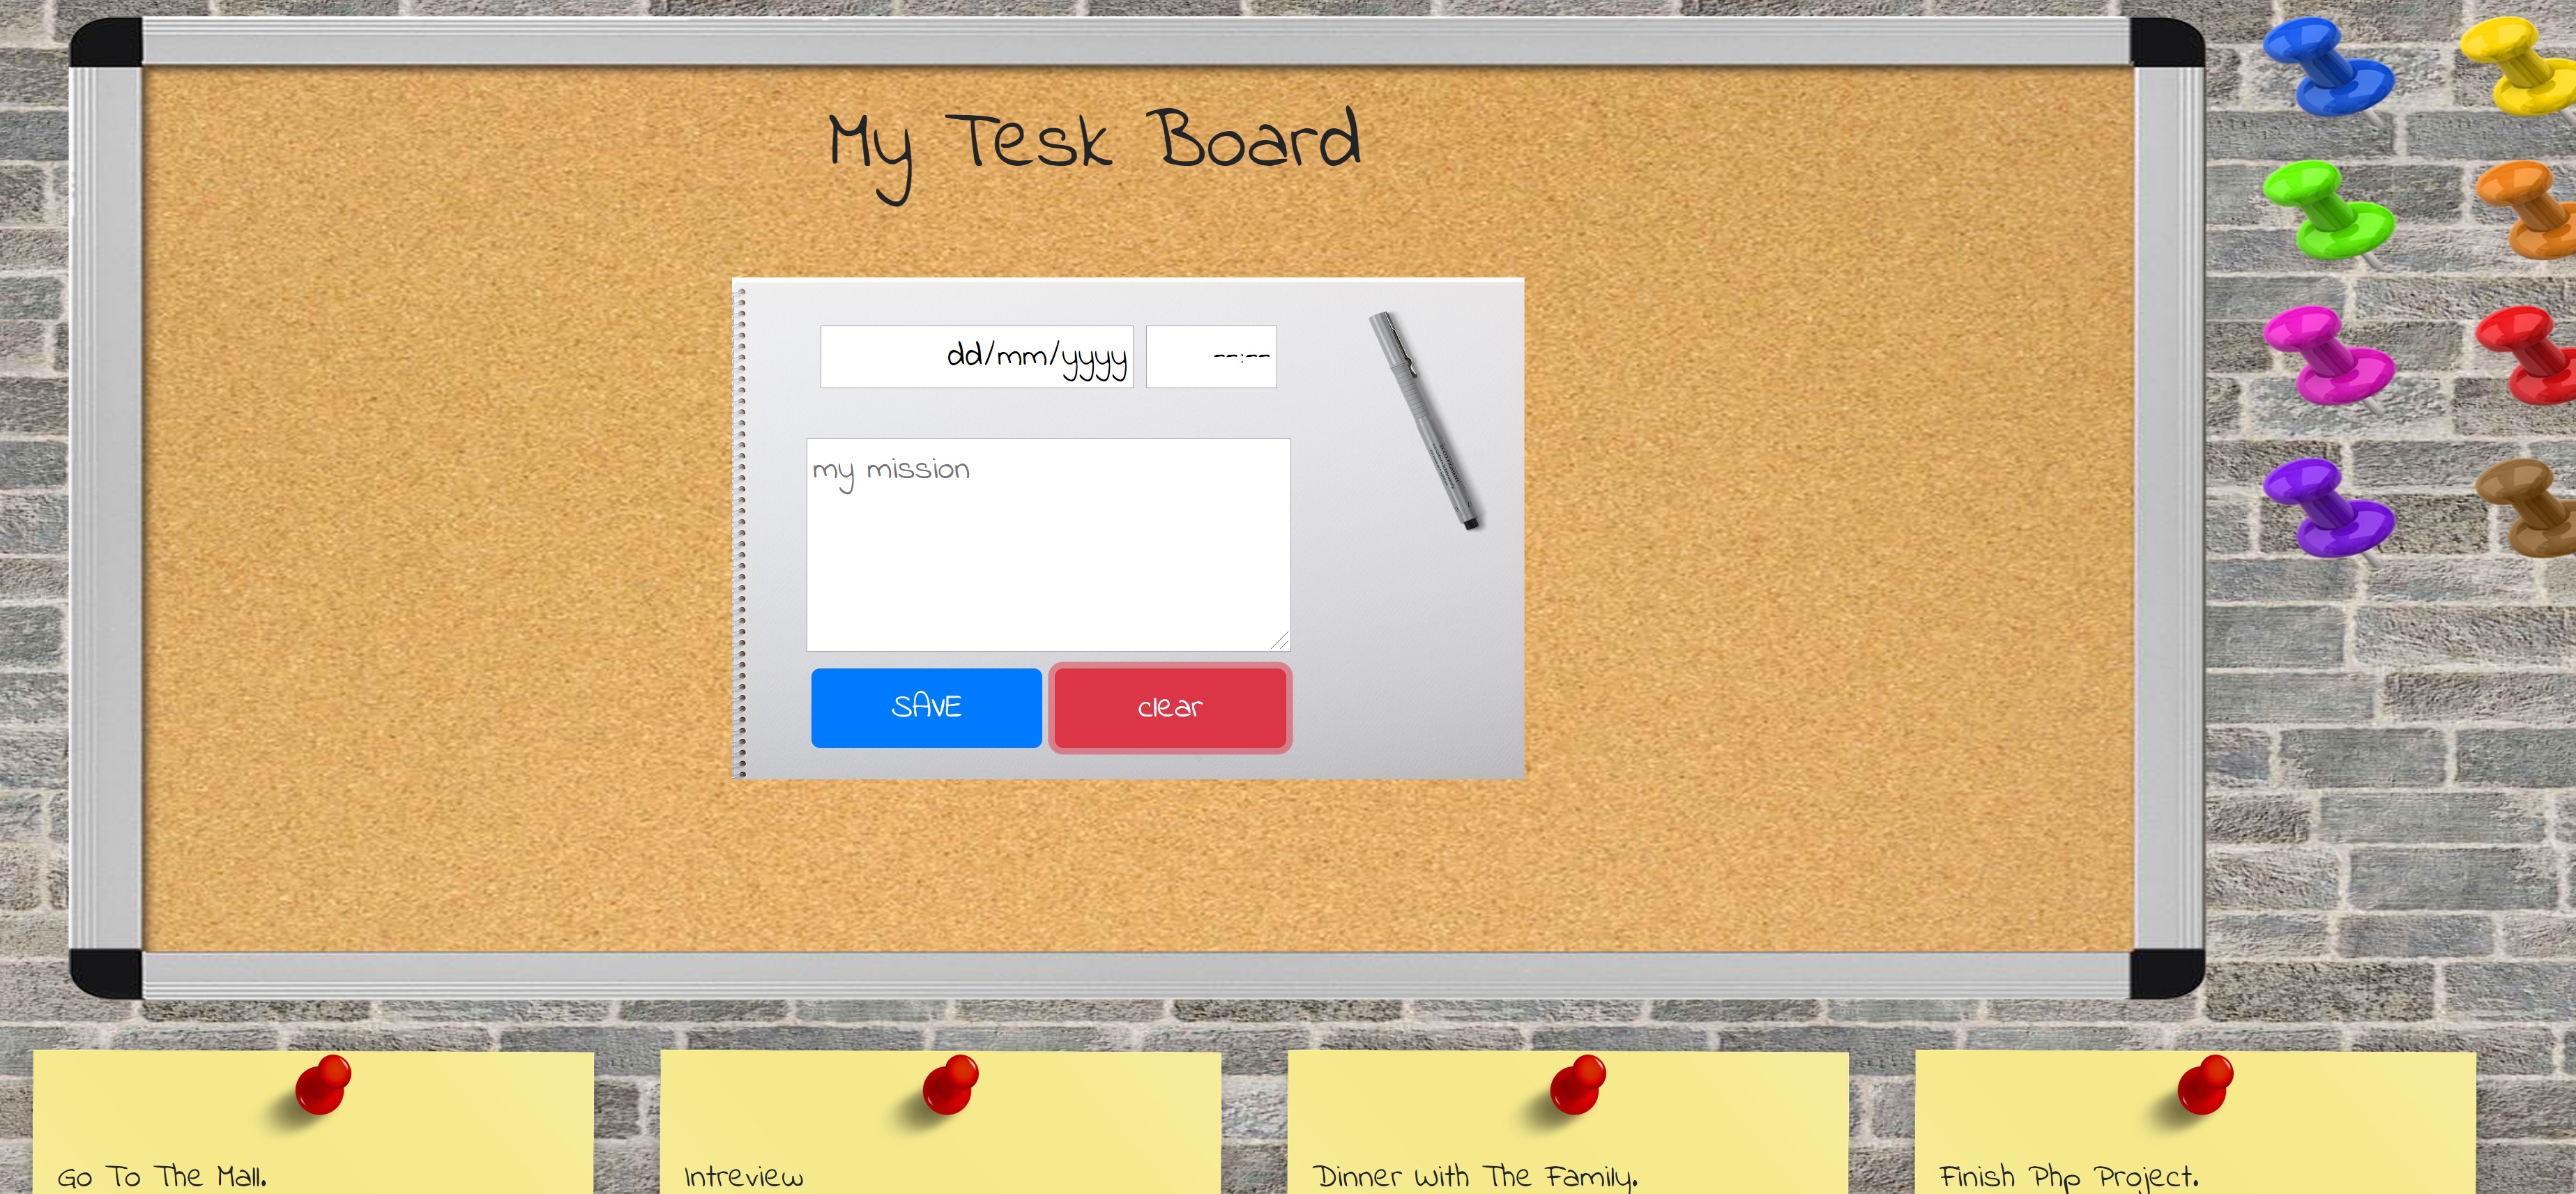 My Tesk Board
dd/mm/yyyy --:--
my mission
SAVE clear
Go To The Mall.
Intreview
Dinner With The Family.
Finish Php Project.